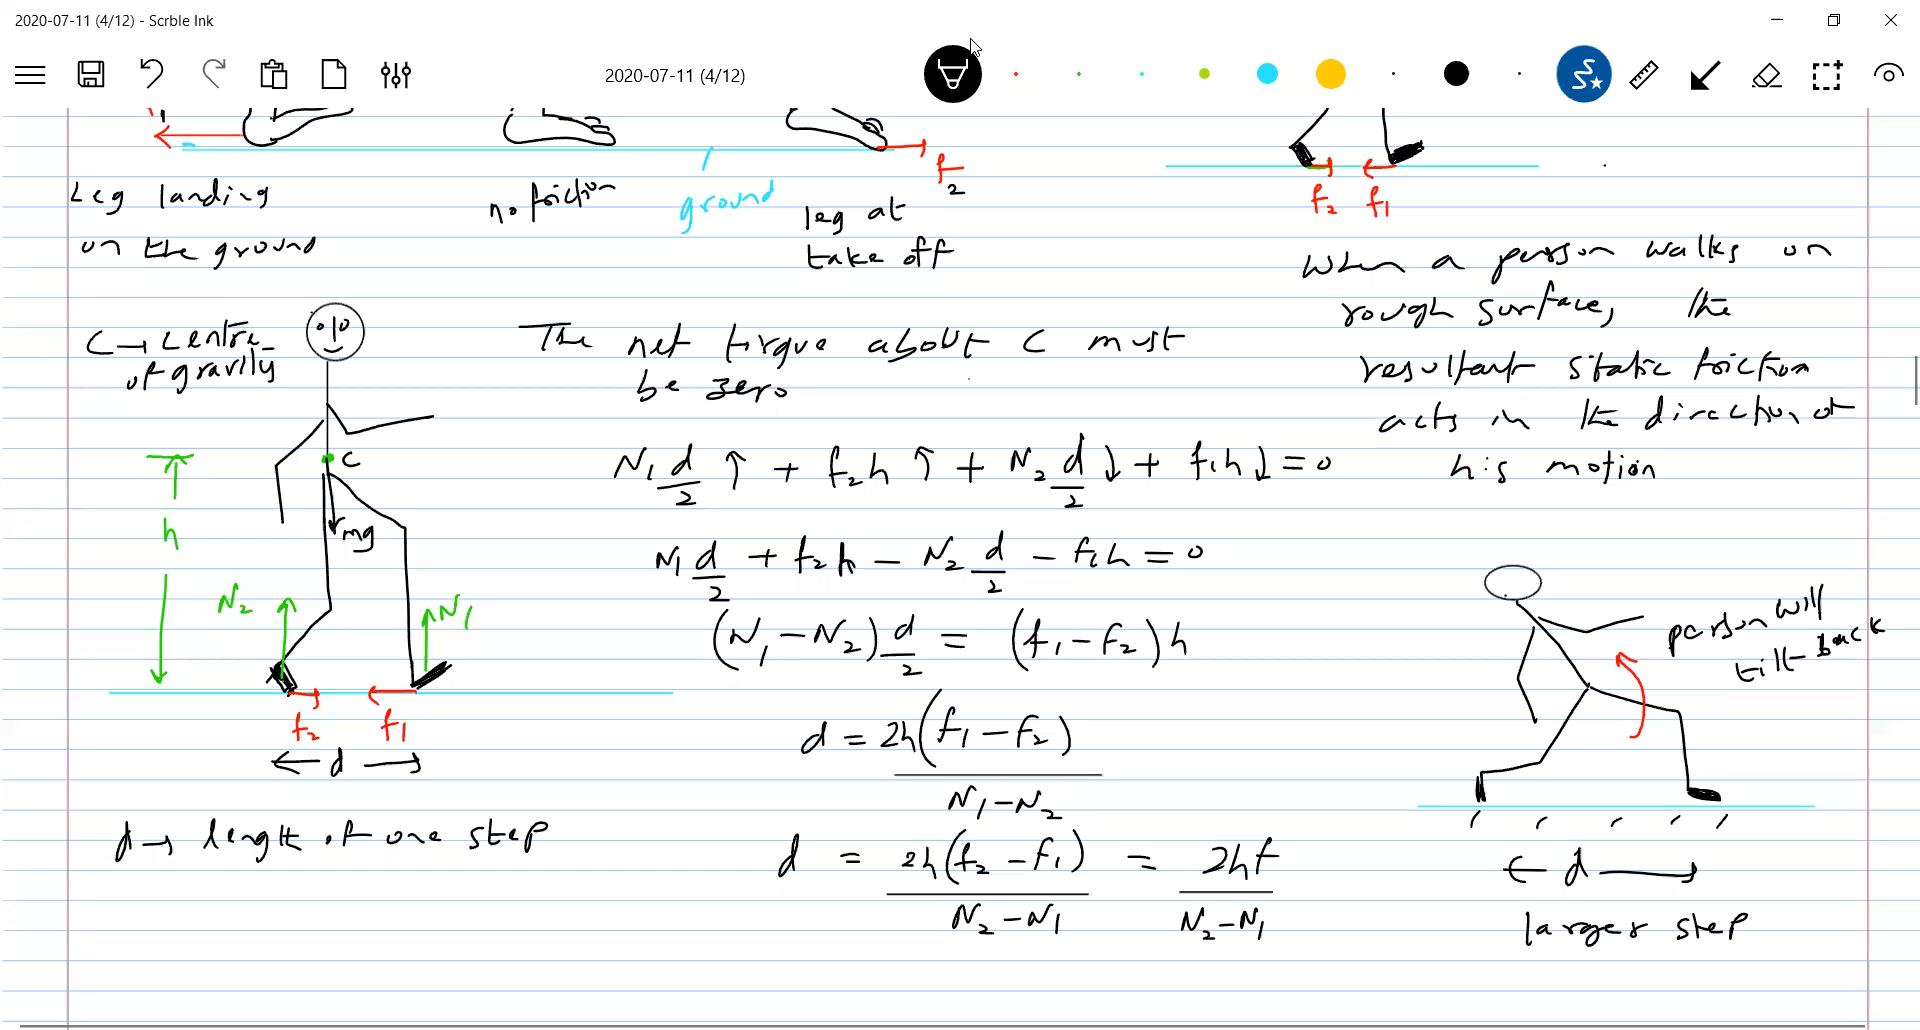 2020-07-11 (4/12) - Scrble Ink
2020-07-11 (4/12)
Leg landing
on the ground
no friction
ground
leg at
take off
f2
f2 f1
when a person walks on
rough surface, the
resultant static friction
acts in the direction of
his motion
C → centre
of gravity
The net torque about C must
be zero
C
h
mg
N2
N1
f2 f1
d
d → length of one step
N1 d/2 ↑ + f2h ↑ + N2 d/2 ↓ + f1h ↓ = 0
N1 d/2 + f2h - N2 d/2 - f1h = 0
(N1 - N2) d/2 = (f1 - f2) h
d = 2h(f1 - f2)
N1 - N2
d = 2h(f2 - f1) = 2hf
N2 - N1 N2 - N1
person will
tilt back
d
larger step